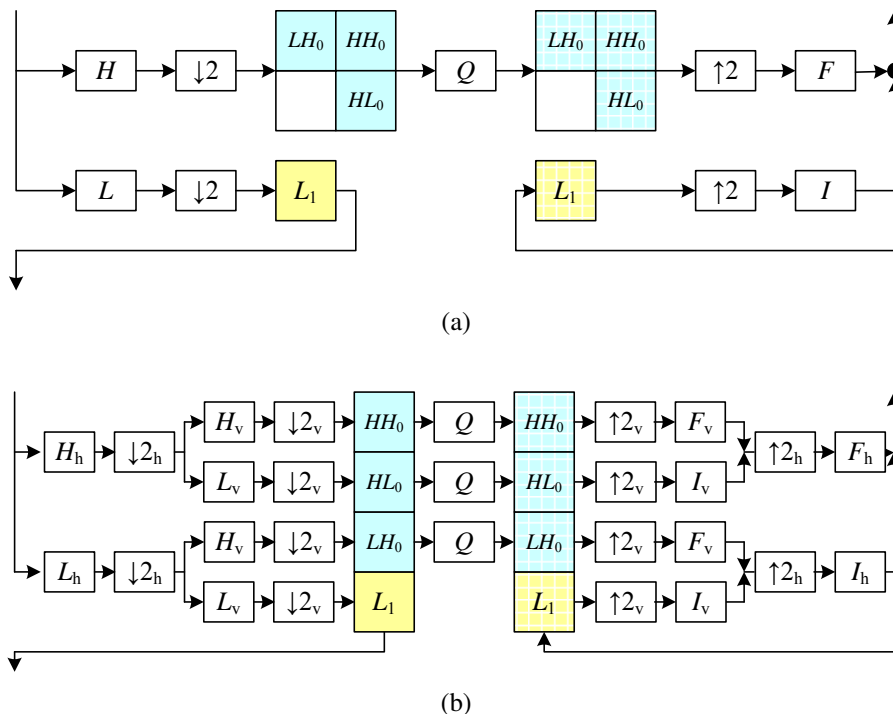 H ↓2 LH₀ HH₀ Q LH₀ HH₀ ↑2 F
HL₀ HL₀
L ↓2 L₁ L₁ ↑2 I
(a)
Hᵥ ↓2ᵥ HH₀ Q HH₀ ↑2ᵥ Fᵥ
Hₕ ↓2ₕ ↑2ₕ Fₕ
Lᵥ ↓2ᵥ HL₀ Q HL₀ ↑2ᵥ Iᵥ
Hᵥ ↓2ᵥ LH₀ Q LH₀ ↑2ᵥ Fᵥ
Lₕ ↓2ₕ ↑2ₕ Iₕ
Lᵥ ↓2ᵥ L₁ L₁ ↑2ᵥ Iᵥ
(b)